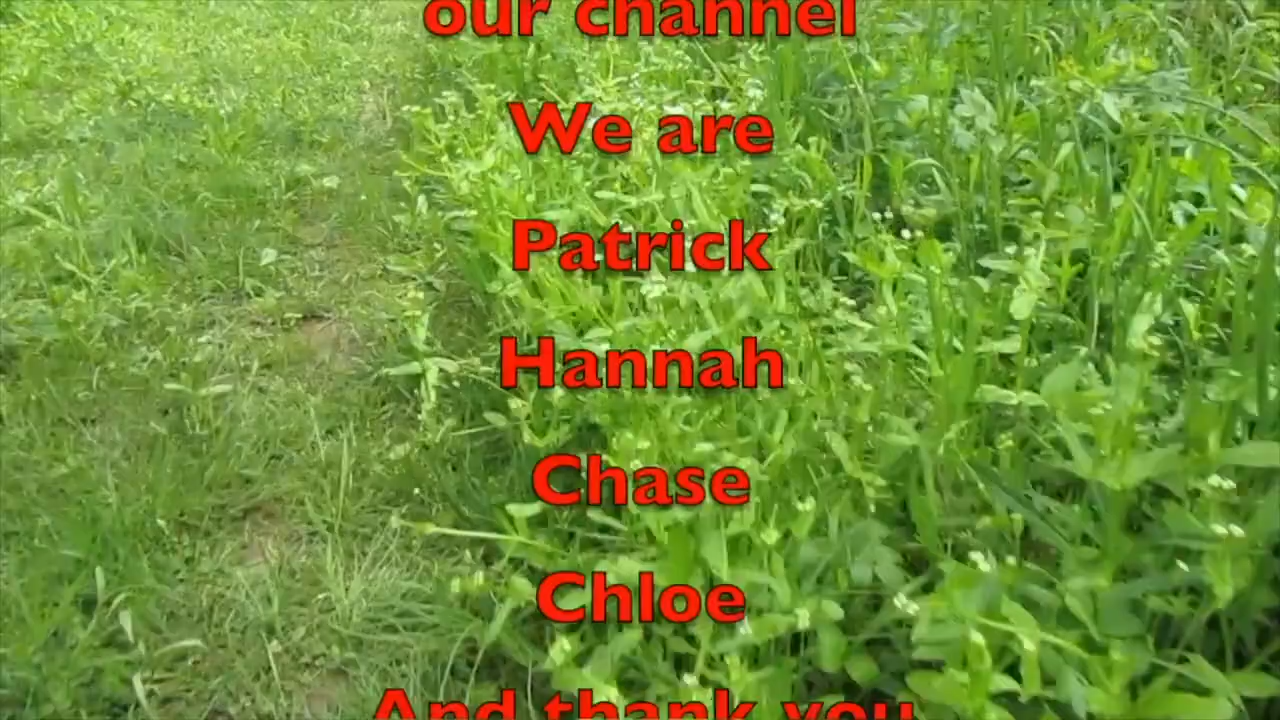 our channel
We are
Patrick
Hannah
Chase
Chloe
And thank you